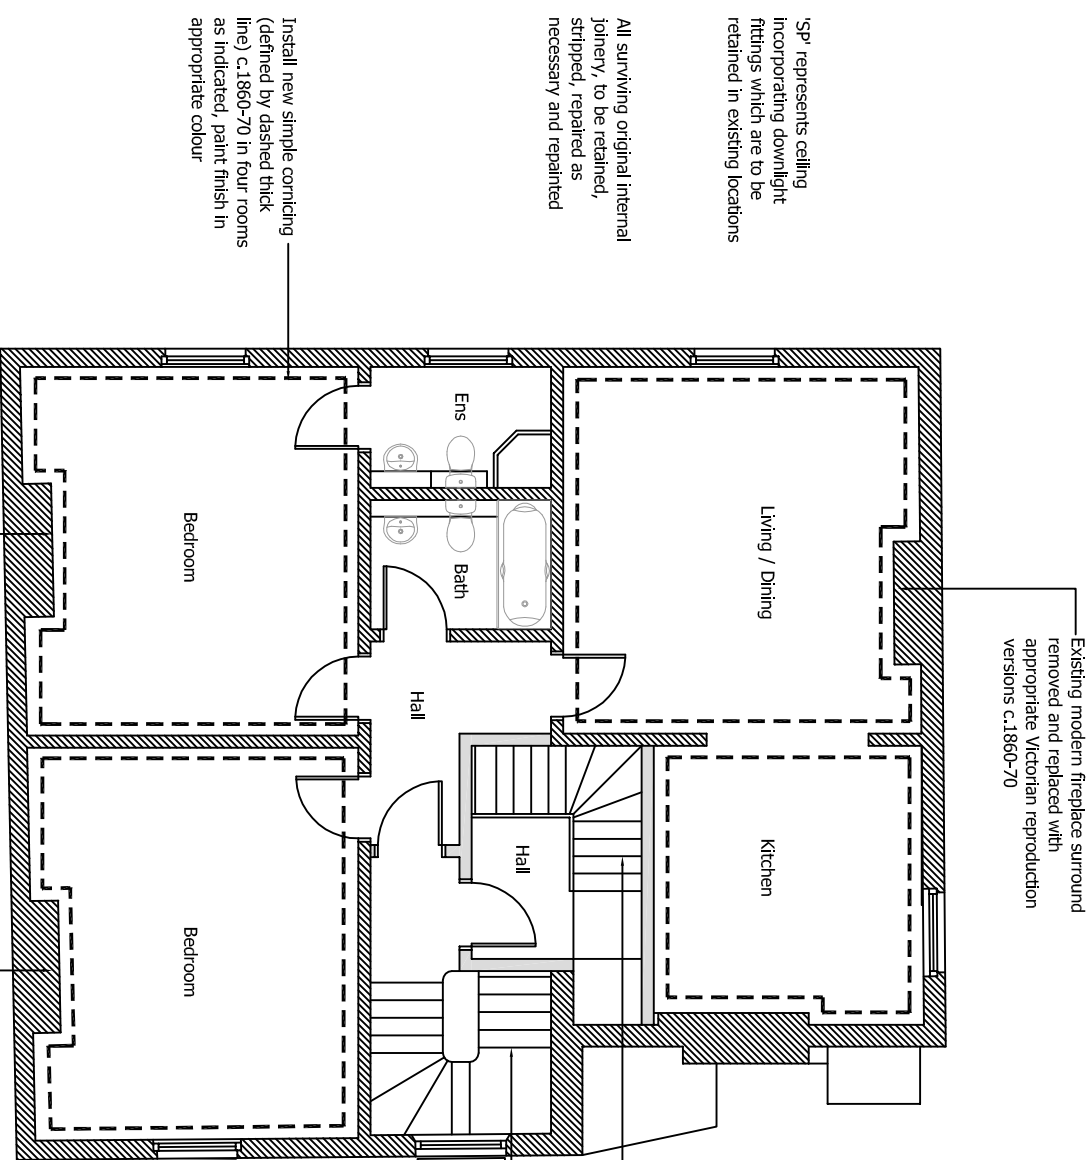 Existing modern fireplace surround
removed and replaced with
appropriate Victorian reproduction
versions c.1860-70
'SP' represents ceiling
incorporating downlight
fittings which are to be
retained in existing locations
All surviving original internal
joinery, to be retained,
stripped, repaired as
necessary and repainted
Install new simple cornicing
(defined by dashed thick
line) c.1860-70 in four rooms
as indicated, paint finish in
appropriate colour
Living / Dining
Kitchen
Ens
Bath
Hall
Hall
Bedroom
Bedroom